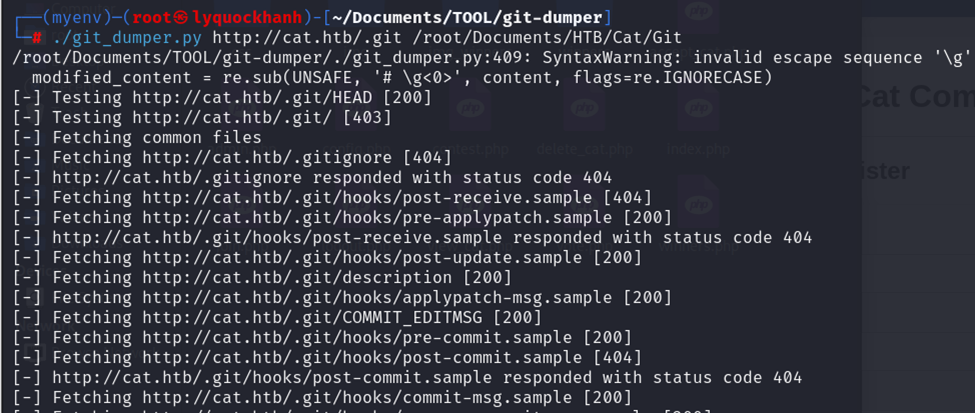 (myenv)-(root㉿lyquockhanh)-[~/Documents/TOOL/git-dumper]
# ./git_dumper.py http://cat.htb/.git /root/Documents/HTB/Cat/Git
/root/Documents/TOOL/git-dumper/./git_dumper.py:409: SyntaxWarning: invalid escape sequence '\g'
modified_content = re.sub(UNSAFE, '# \g<0>', content, flags=re.IGNORECASE)
[-] Testing http://cat.htb/.git/HEAD [200]
[-] Testing http://cat.htb/.git/ [403]
[-] Fetching common files
[-] Fetching http://cat.htb/.gitignore [404]
[-] http://cat.htb/.gitignore responded with status code 404
[-] Fetching http://cat.htb/.git/hooks/post-receive.sample [404]
[-] Fetching http://cat.htb/.git/hooks/pre-applypatch.sample [200]
[-] http://cat.htb/.git/hooks/post-receive.sample responded with status code 404
[-] Fetching http://cat.htb/.git/hooks/post-update.sample [200]
[-] Fetching http://cat.htb/.git/description [200]
[-] Fetching http://cat.htb/.git/hooks/applypatch-msg.sample [200]
[-] Fetching http://cat.htb/.git/COMMIT_EDITMSG [200]
[-] Fetching http://cat.htb/.git/hooks/pre-commit.sample [200]
[-] Fetching http://cat.htb/.git/hooks/post-commit.sample [404]
[-] http://cat.htb/.git/hooks/post-commit.sample responded with status code 404
[-] Fetching http://cat.htb/.git/hooks/commit-msg.sample [200]
Cat Com
ister
delete_cat.php
index.php